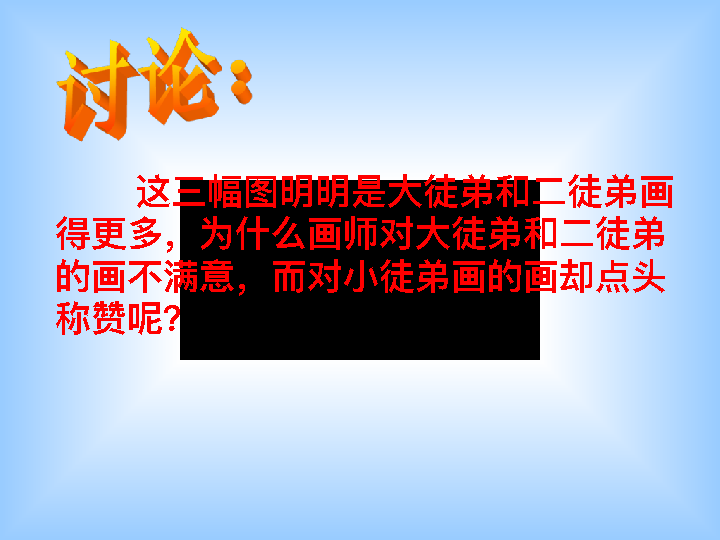 讨论：
这三幅图明明是大徒弟和二徒弟画
得更多，为什么画师对大徒弟和二徒弟
的画不满意，而对小徒弟画的画却点头
称赞呢?